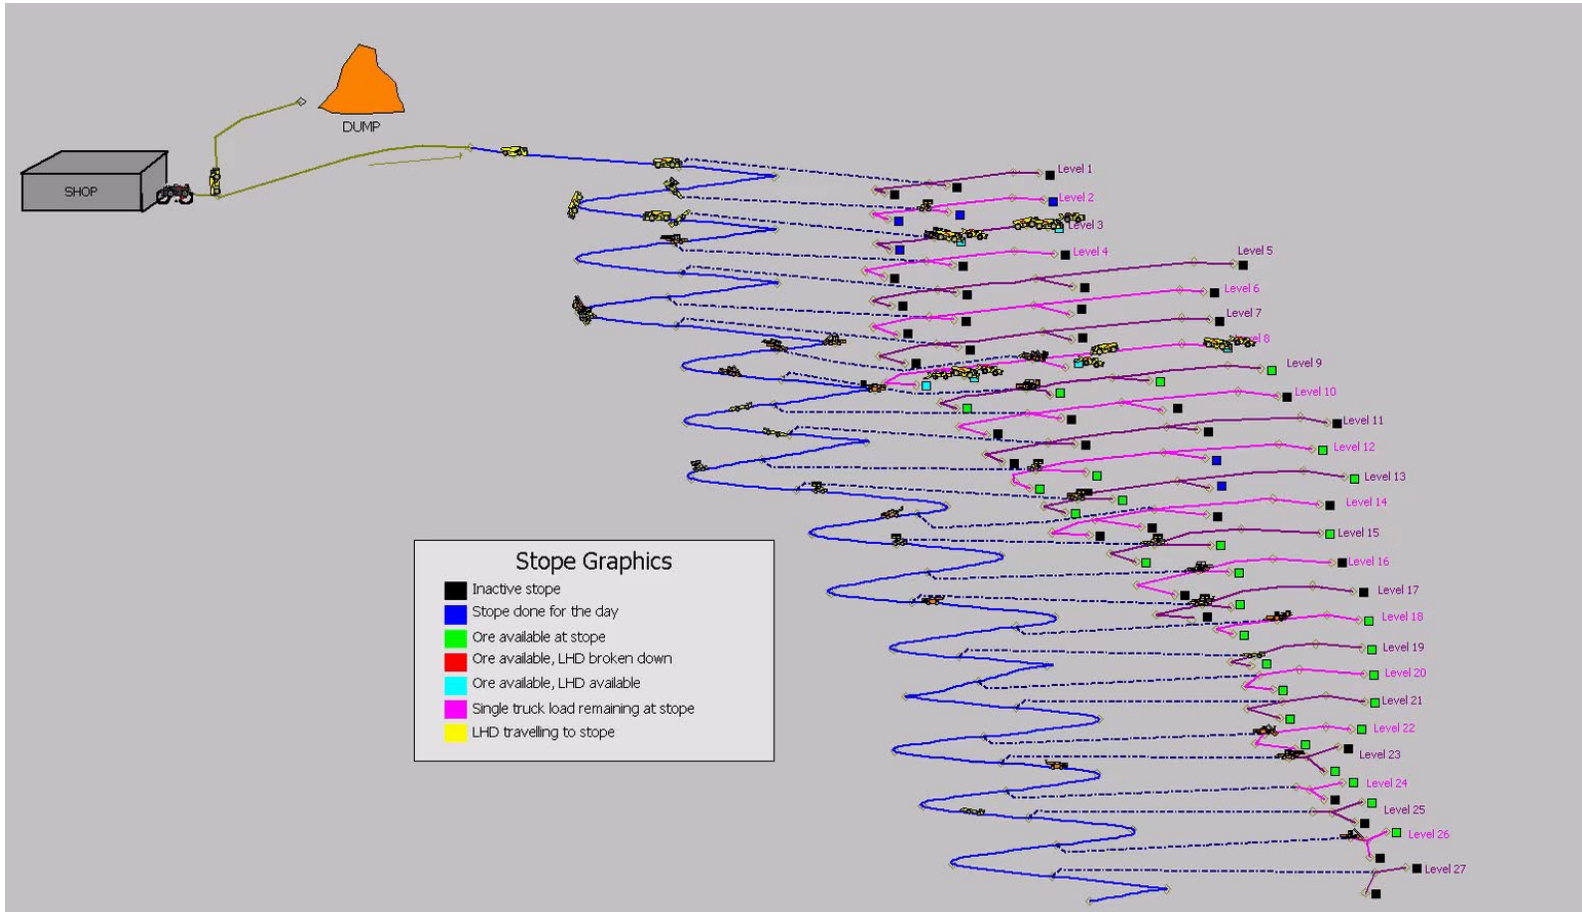 DUMP
SHOP
Level 1
Level 2
Level 3
Level 4
Level 5
Level 6
Level 7
Level 8
Level 9
Level 10
Level 11
Level 12
Level 13
Level 14
Level 15
Level 16
Level 17
Level 18
Level 19
Level 20
Level 21
Level 22
Level 23
Level 24
Level 25
Level 26
Level 27
Stope Graphics
Inactive stope
Stope done for the day
Ore available at stope
Ore available, LHD broken down
Ore available, LHD available
Single truck load remaining at stope
LHD travelling to stope